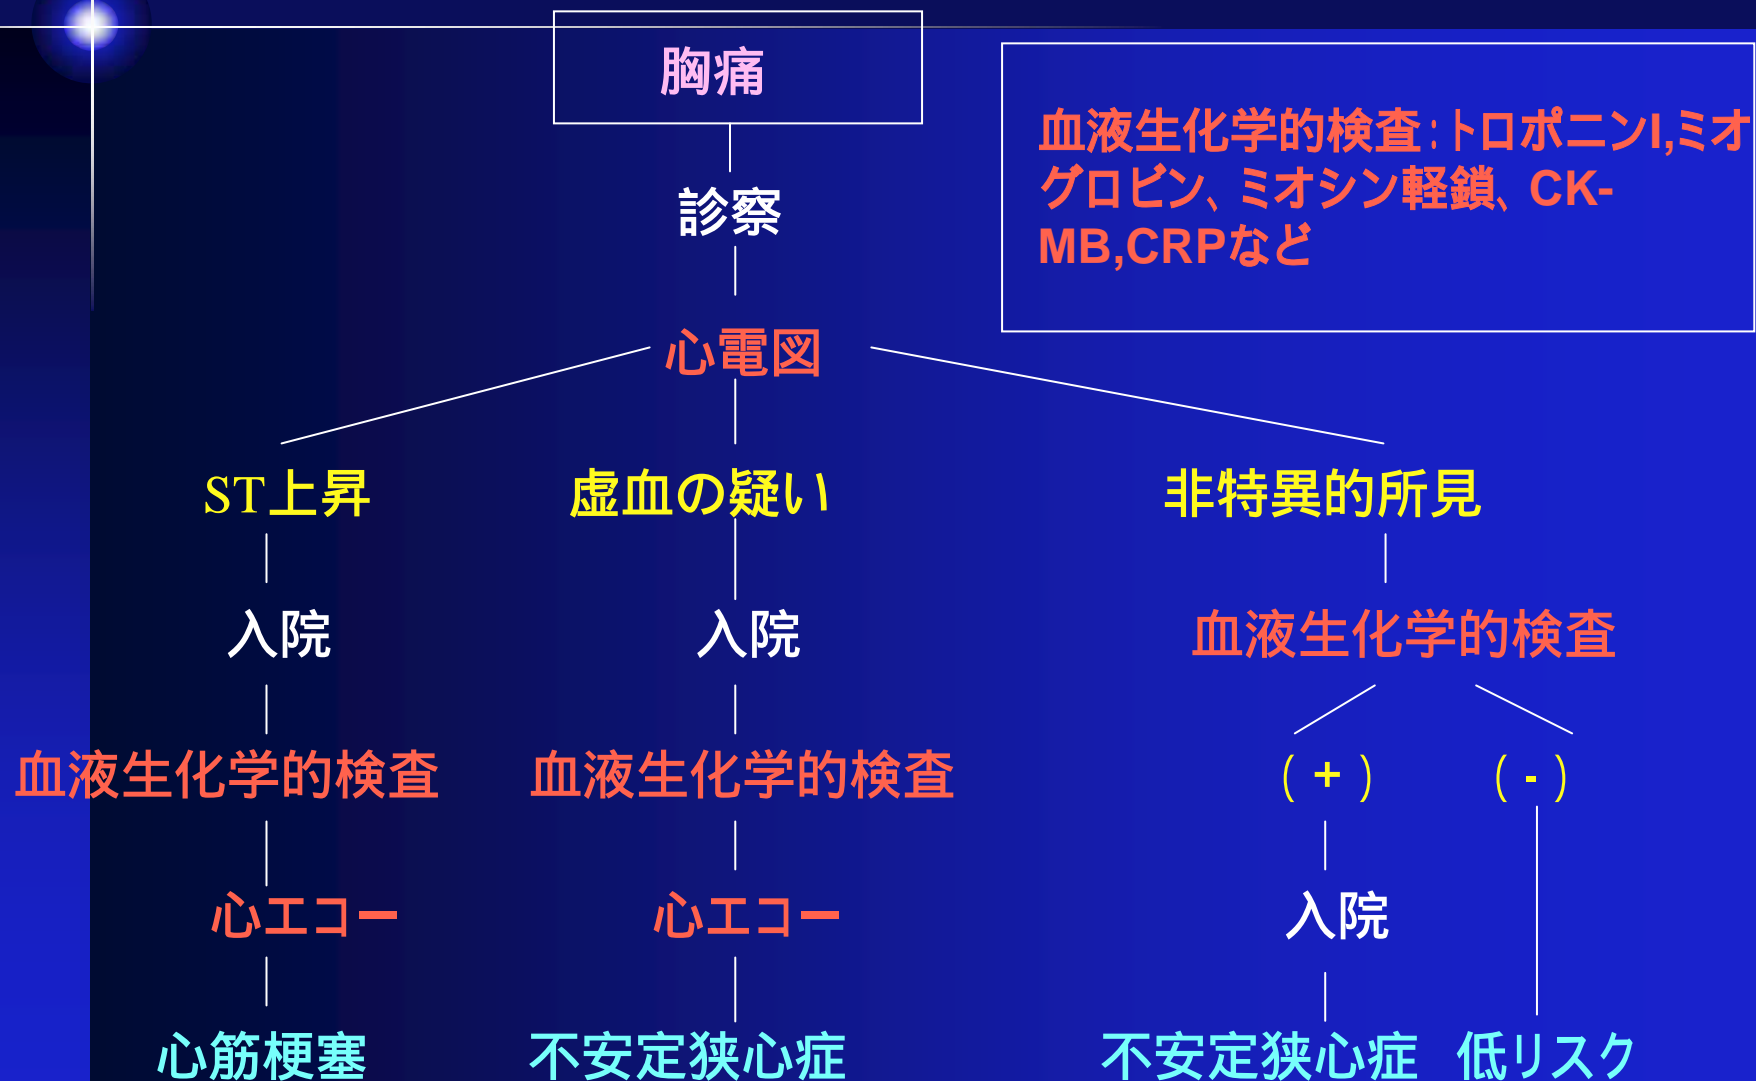 胸痛
血液生化学的検査:トロポニンI,ミオ
グロビン、ミオシン軽鎖、CK-
MB,CRPなど
診察
心電図
ST上昇
虚血の疑い
非特異的所見
入院
入院
血液生化学的検査
血液生化学的検査
血液生化学的検査
(+)
(-)
心エコー
心エコー
入院
心筋梗塞
不安定狭心症
不安定狭心症
低リスク